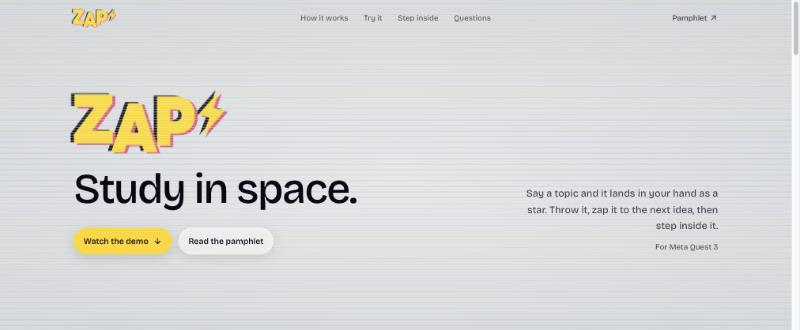 ZAP
How it works
Try it
Step inside
Questions
Pamphlet ↗
ZAP
Study in space.
Watch the demo ↓
Read the pamphlet
Say a topic and it lands in your hand as a
star. Throw it, zap it to the next idea, then
step inside it.
For Meta Quest 3